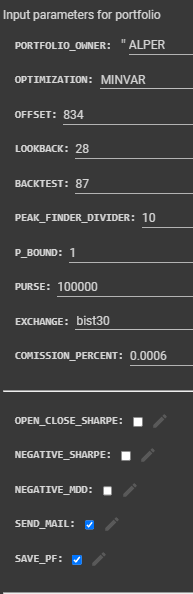 Input parameters for portfolio
PORTFOLIO_OWNER: " ALPER
OPTIMIZATION: MINVAR
OFFSET: 834
LOOKBACK: 28
BACKTEST: 87
PEAK_FINDER_DIVIDER: 10
P_BOUND: 1
PURSE: 100000
EXCHANGE: bist30
COMISSION_PERCENT: 0.0006
OPEN_CLOSE_SHARPE:
NEGATIVE_SHARPE:
NEGATIVE_MDD:
SEND_MAIL:
SAVE_PF: